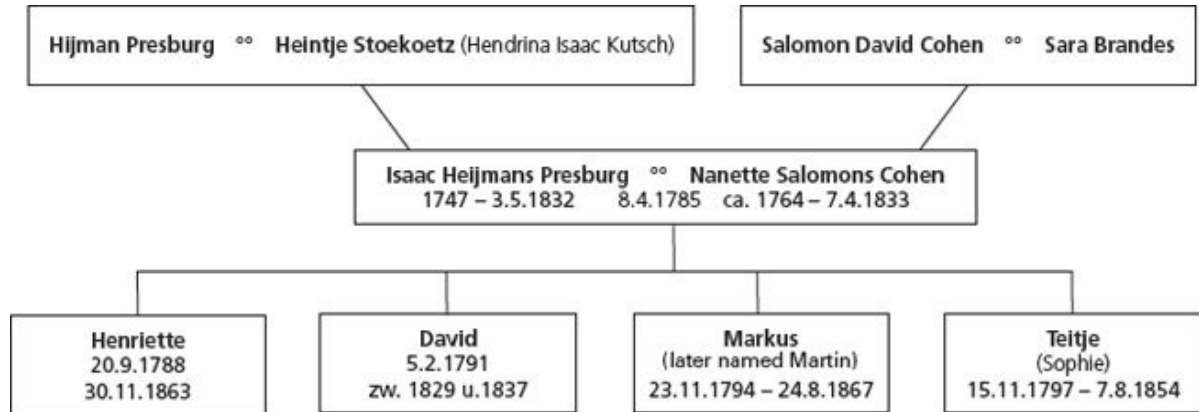 Hijman Presburg °° Heintje Stoekoetz (Hendrina Isaac Kutsch)
Salomon David Cohen °° Sara Brandes
Isaac Heijmans Presburg °° Nanette Salomons Cohen
1747 – 3.5.1832 8.4.1785 ca. 1764 – 7.4.1833
Henriette
20.9.1788
30.11.1863
David
5.2.1791
zw. 1829 u.1837
Markus
(later named Martin)
23.11.1794 – 24.8.1867
Teitje
(Sophie)
15.11.1797 – 7.8.1854